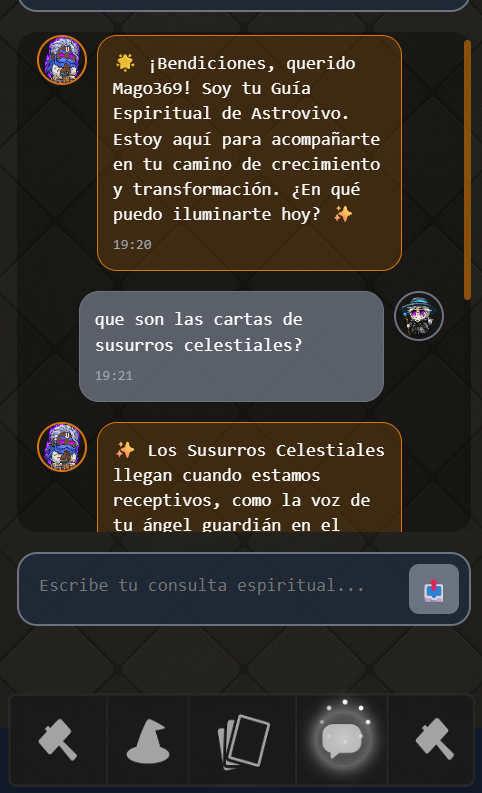 🌟 ¡Bendiciones, querido
Mago369! Soy tu Guía
Espiritual de Astrovivo.
Estoy aquí para acompañarte
en tu camino de crecimiento
y transformación. ¿En qué
puedo iluminarte hoy? ✨
19:20
que son las cartas de
susurros celestiales?
19:21
✨ Los Susurros Celestiales
llegan cuando estamos
receptivos, como la voz de
tu ángel guardián en el
Escribe tu consulta espiritual...